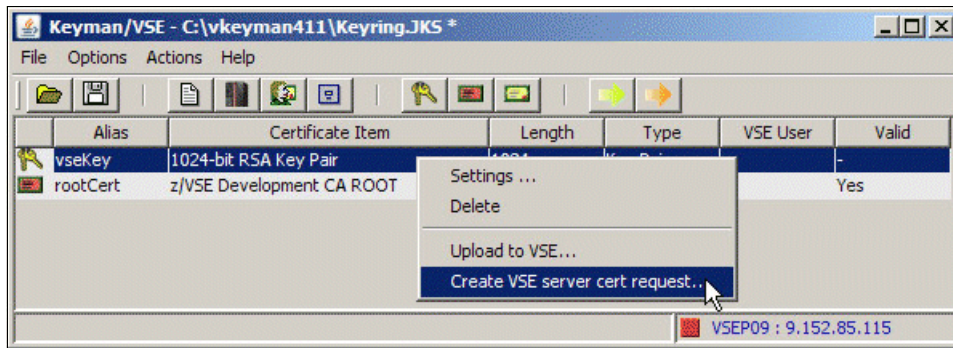 Keyman/VSE - C:\vkeyman411\Keyring.JKS *
File Options Actions Help
Alias Certificate Item Length Type VSE User Valid
vseKey 1024-bit RSA Key Pair -
rootCert z/VSE Development CA ROOT Yes
Settings ...
Delete
Upload to VSE...
Create VSE server cert request..
VSEP09 : 9.152.85.115